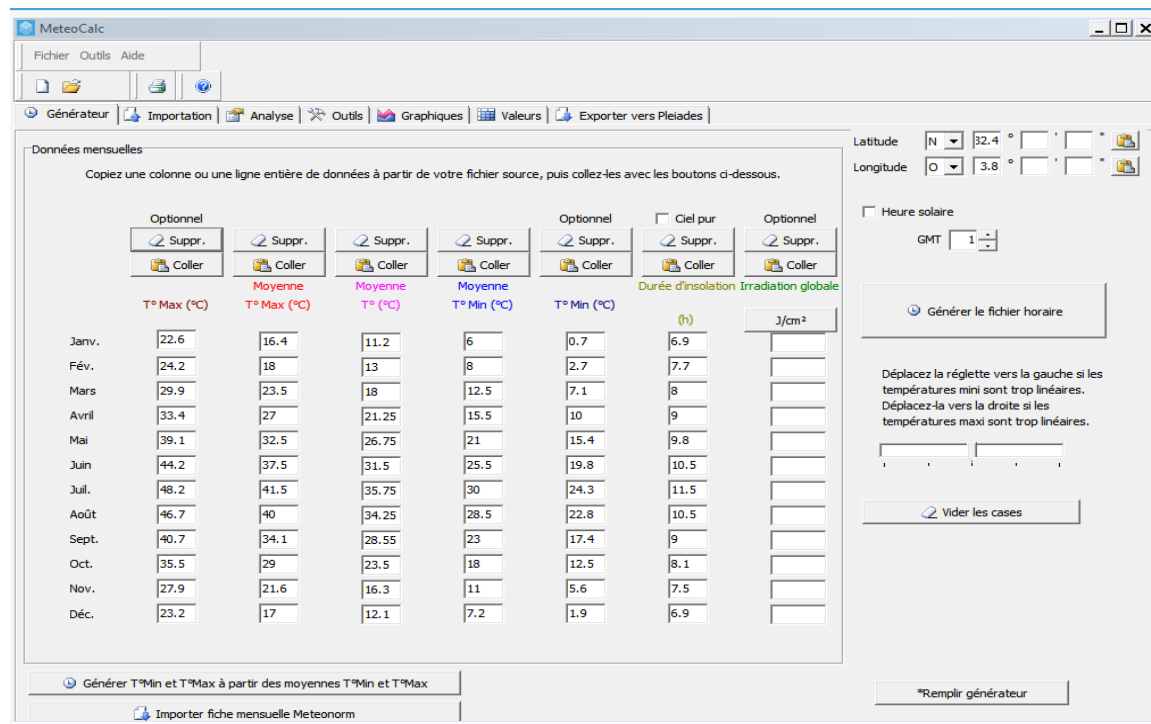 MeteoCalc
Fichier Outils Aide
Générateur Importation Analyse Outils Graphiques Valeurs Exporter vers Pleiades
Données mensuelles
Copiez une colonne ou une ligne entière de données à partir de votre fichier source, puis collez-les avec les boutons ci-dessous.
Optionnel Optionnel Ciel pur Optionnel
Suppr. Suppr. Suppr. Suppr. Suppr. Suppr. Suppr.
Coller Coller Coller Coller Coller Coller Coller
Moyenne Moyenne Moyenne Durée d'insolation Irradiation globale
T° Max (°C) T° Max (°C) T° (°C) T° Min (°C) T° Min (°C) (h) J/cm²
Janv. 22.6 16.4 11.2 6 0.7 6.9
Fév. 24.2 18 13 8 2.7 7.7
Mars 29.9 23.5 18 12.5 7.1 8
Avril 33.4 27 21.25 15.5 10 9
Mai 39.1 32.5 26.75 21 15.4 9.8
Juin 44.2 37.5 31.5 25.5 19.8 10.5
Juil. 48.2 41.5 35.75 30 24.3 11.5
Août 46.7 40 34.25 28.5 22.8 10.5
Sept. 40.7 34.1 28.55 23 17.4 9
Oct. 35.5 29 23.5 18 12.5 8.1
Nov. 27.9 21.6 16.3 11 5.6 7.5
Déc. 23.2 17 12.1 7.2 1.9 6.9
Générer T°Min et T°Max à partir des moyennes T°Min et T°Max
Importer fiche mensuelle Meteonorm
Latitude N 32.4 ° ' "
Longitude O 3.8 ° ' "
Heure solaire
GMT 1
Générer le fichier horaire
Déplacez la réglette vers la gauche si les
températures mini sont trop linéaires.
Déplacez-la vers la droite si les
températures maxi sont trop linéaires.
Vider les cases
*Remplir générateur